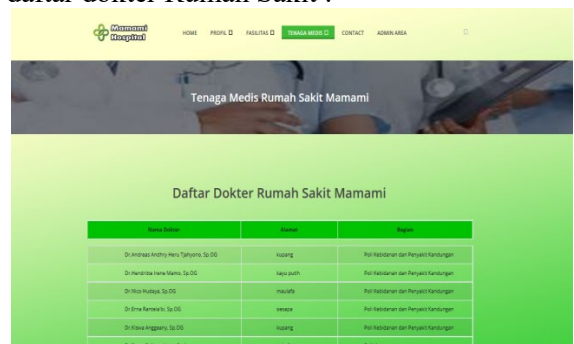 daftar dokter Rumah Sakit .
Mamami
Hospital
HOME PROFIL FASILITAS TENAGA MEDIS CONTACT ADMIN AREA
Tenaga Medis Rumah Sakit Mamami
Daftar Dokter Rumah Sakit Mamami
Nama Dokter Alamat Bagian
Dr.Andreas Andhry Heru Tjahyono, Sp.OG kupang Poli Kebidanan dan Penyakit Kandungan
Dr.Hendriktte Irene Mamo, Sp.OG kayu putih Poli Kebidanan dan Penyakit Kandungan
Dr.Nico Hudaya, Sp.OG maulafa Poli Kebidanan dan Penyakit Kandungan
Dr.Erna Sp.OG oesapa Poli Kebidanan dan Penyakit Kandungan
Dr.Kiswa Anggeany, Sp.OG kupang Poli Kebidanan dan Penyakit Kandungan